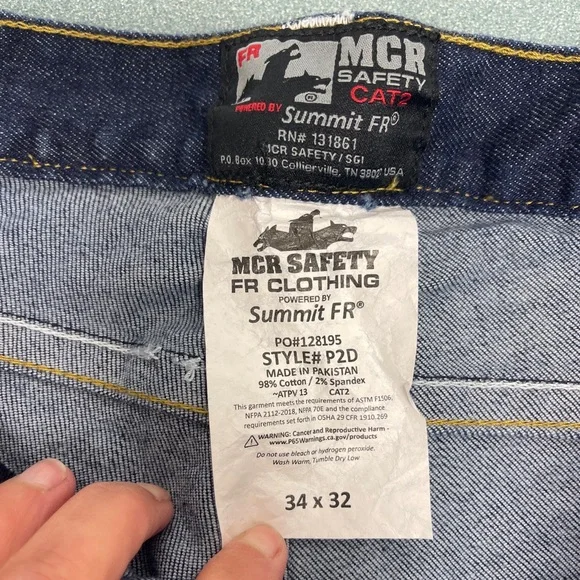 FR
MCR
SAFETY
CAT2
POWERED BY Summit FR®
RN# 131861
MCR SAFETY / SGI
P.O. Box Collierville, TN USA
MCR SAFETY
FR CLOTHING
POWERED BY
Summit FR®
PO#128195
STYLE# P2D
MADE IN PAKISTAN
98% Cotton / 2% Spandex
~ATPV 13 CAT2
This garment meets the requirements of ASTM F1506,
NFPA 2112-2018, NFPA 70E and the compliance
requirements set forth in OSHA 29 CFR 1910.269
WARNING: Cancer and Reproductive Harm -
www.P65Warnings.ca.gov/products
Do not use bleach or hydrogen peroxide.
Wash Warm, Tumble Dry Low
34 x 32